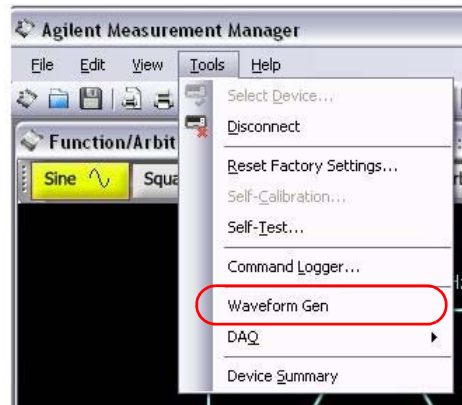 Agilent Measurement Manager
File Edit View Tools Help
Select Device...
Disconnect
Function/Arbit
Sine Squa
Reset Factory Settings...
Self-Calibration...
Self-Test...
Command Logger...
Waveform Gen
DAQ
Device Summary